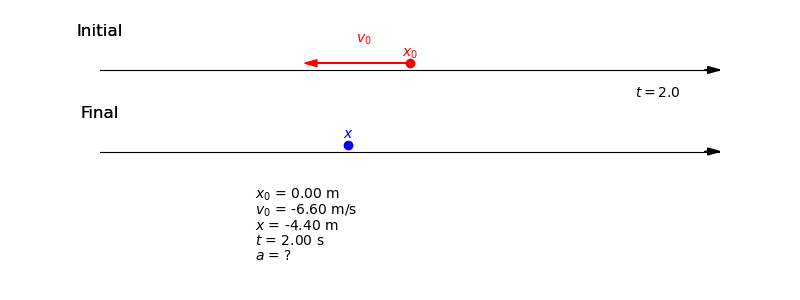 Initial
v₀
x₀
t = 2.0
Final
x
x₀ = 0.00 m
v₀ = -6.60 m/s
x = -4.40 m
t = 2.00 s
a = ?